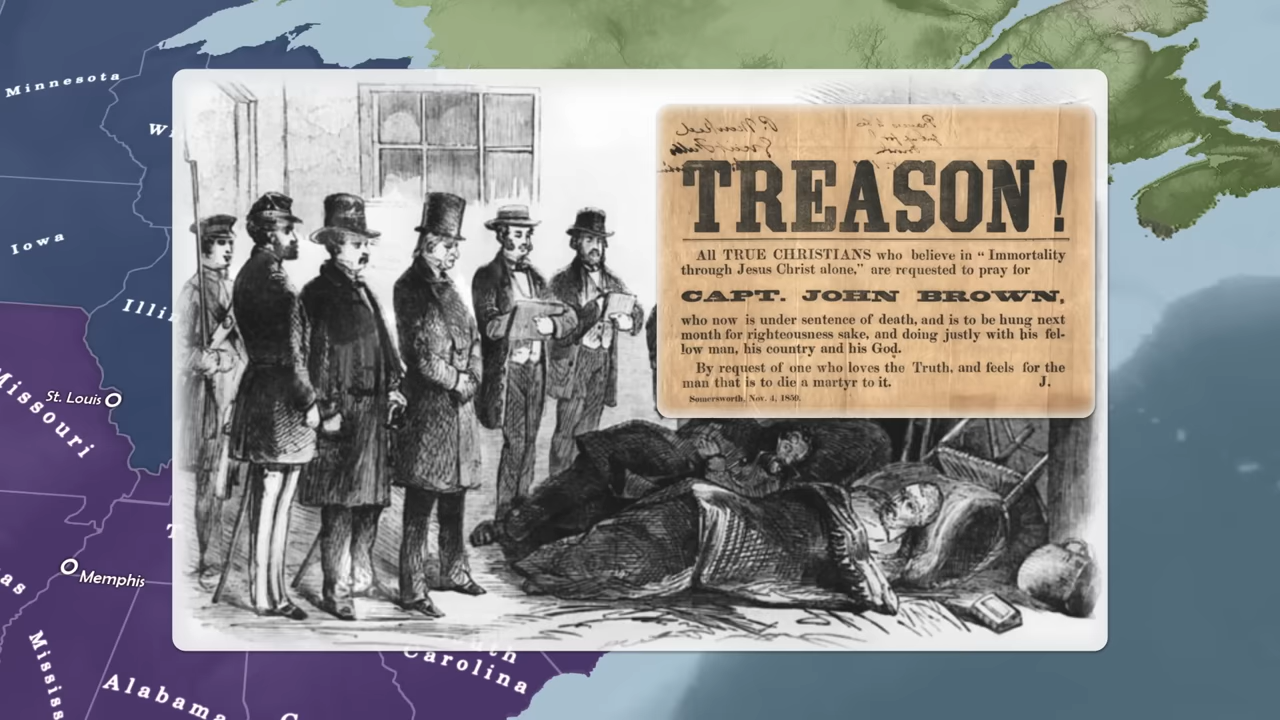 Minnesota
Iowa
Missouri
St. Louis
Memphis
Alabama
Carolina
TREASON!
All TRUE CHRISTIANS who believe in “Immortality
through Jesus Christ alone,” are requested to pray for
CAPT. JOHN BROWN,
who now is under sentence of death, and is to be hung next
month for righteousness sake, and doing justly with his fel-
low man, his country and his God.
By request of one who loves the Truth, and feels for the
man that is to die a martyr to it. J.
Somersworth, Nov. 4, 1859.